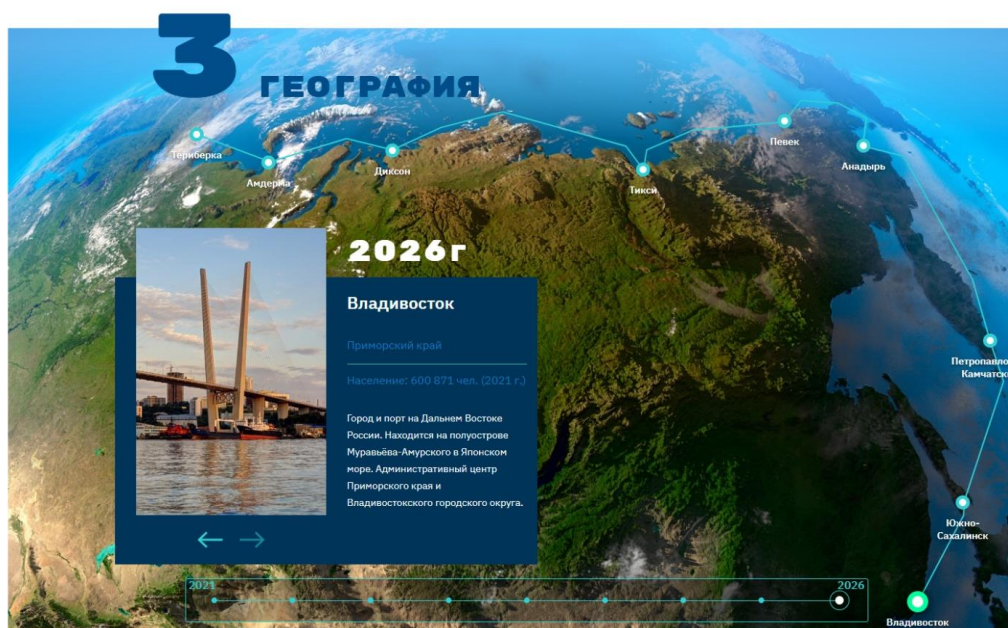 3
ГЕОГРАФИЯ
Териберка
Амдерма
Диксон
Тикси
Певек
Анадырь
2026г
Владивосток
Приморский край
Население: 600 871 чел. (2021 г.)
Город и порт на Дальнем Востоке
России. Находится на полуострове
Муравьёва-Амурского в Японском
море. Административный центр
Приморского края и
Владивостокского городского округа.
Петропавло
Камчатск
Южно-
Сахалинск
2021
2026
Владивосток